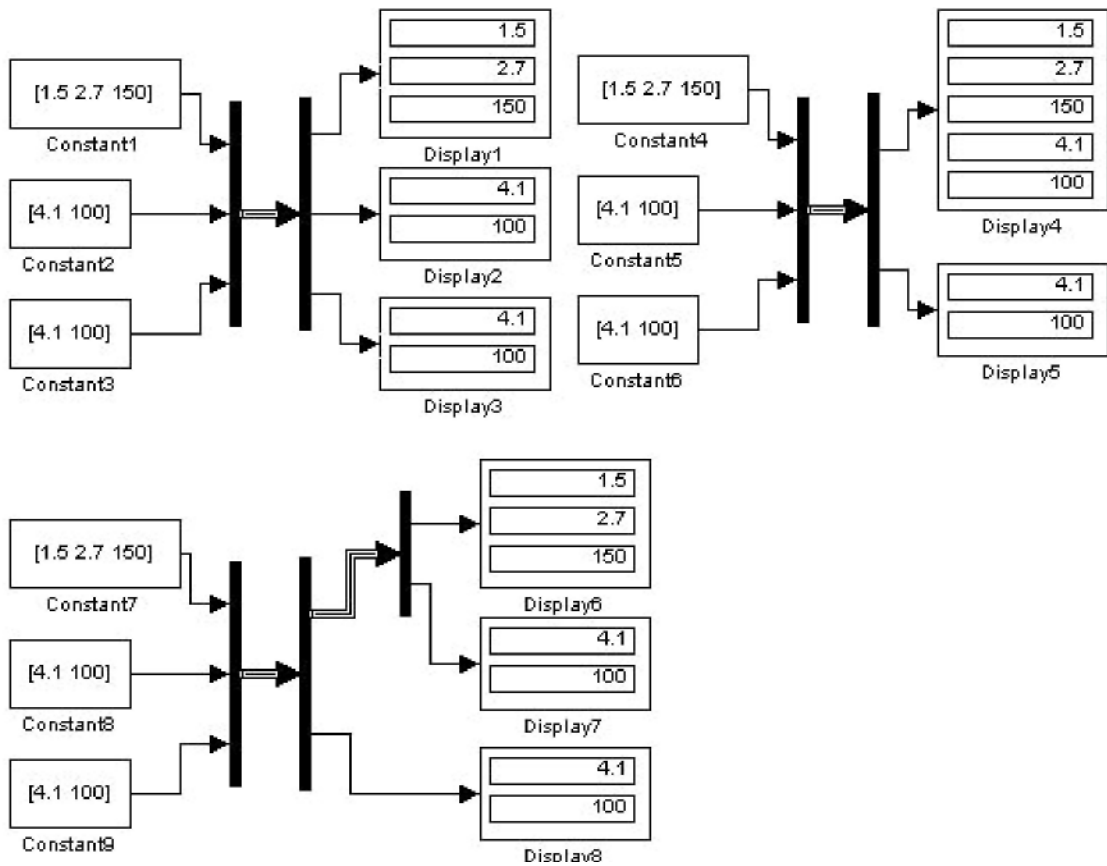 [1.5 2.7 150]
Constant1
[4.1 100]
Constant2
[4.1 100]
Constant3
1.5
2.7
150
Display1
4.1
100
Display2
4.1
100
Display3
[1.5 2.7 150]
Constant4
[4.1 100]
Constant5
[4.1 100]
Constant6
1.5
2.7
150
4.1
100
Display4
4.1
100
Display5
[1.5 2.7 150]
Constant7
[4.1 100]
Constant8
[4.1 100]
Constant9
1.5
2.7
150
Display6
4.1
100
Display7
4.1
100
Display8